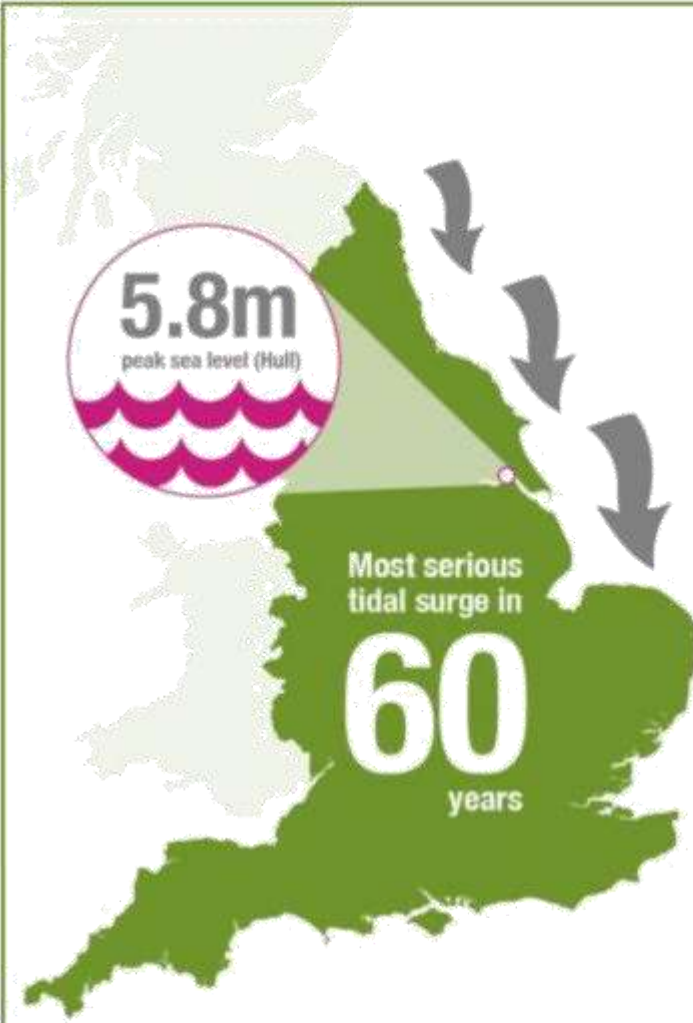 5.8m
peak sea level (Hull)
Most serious
tidal surge in
60
years